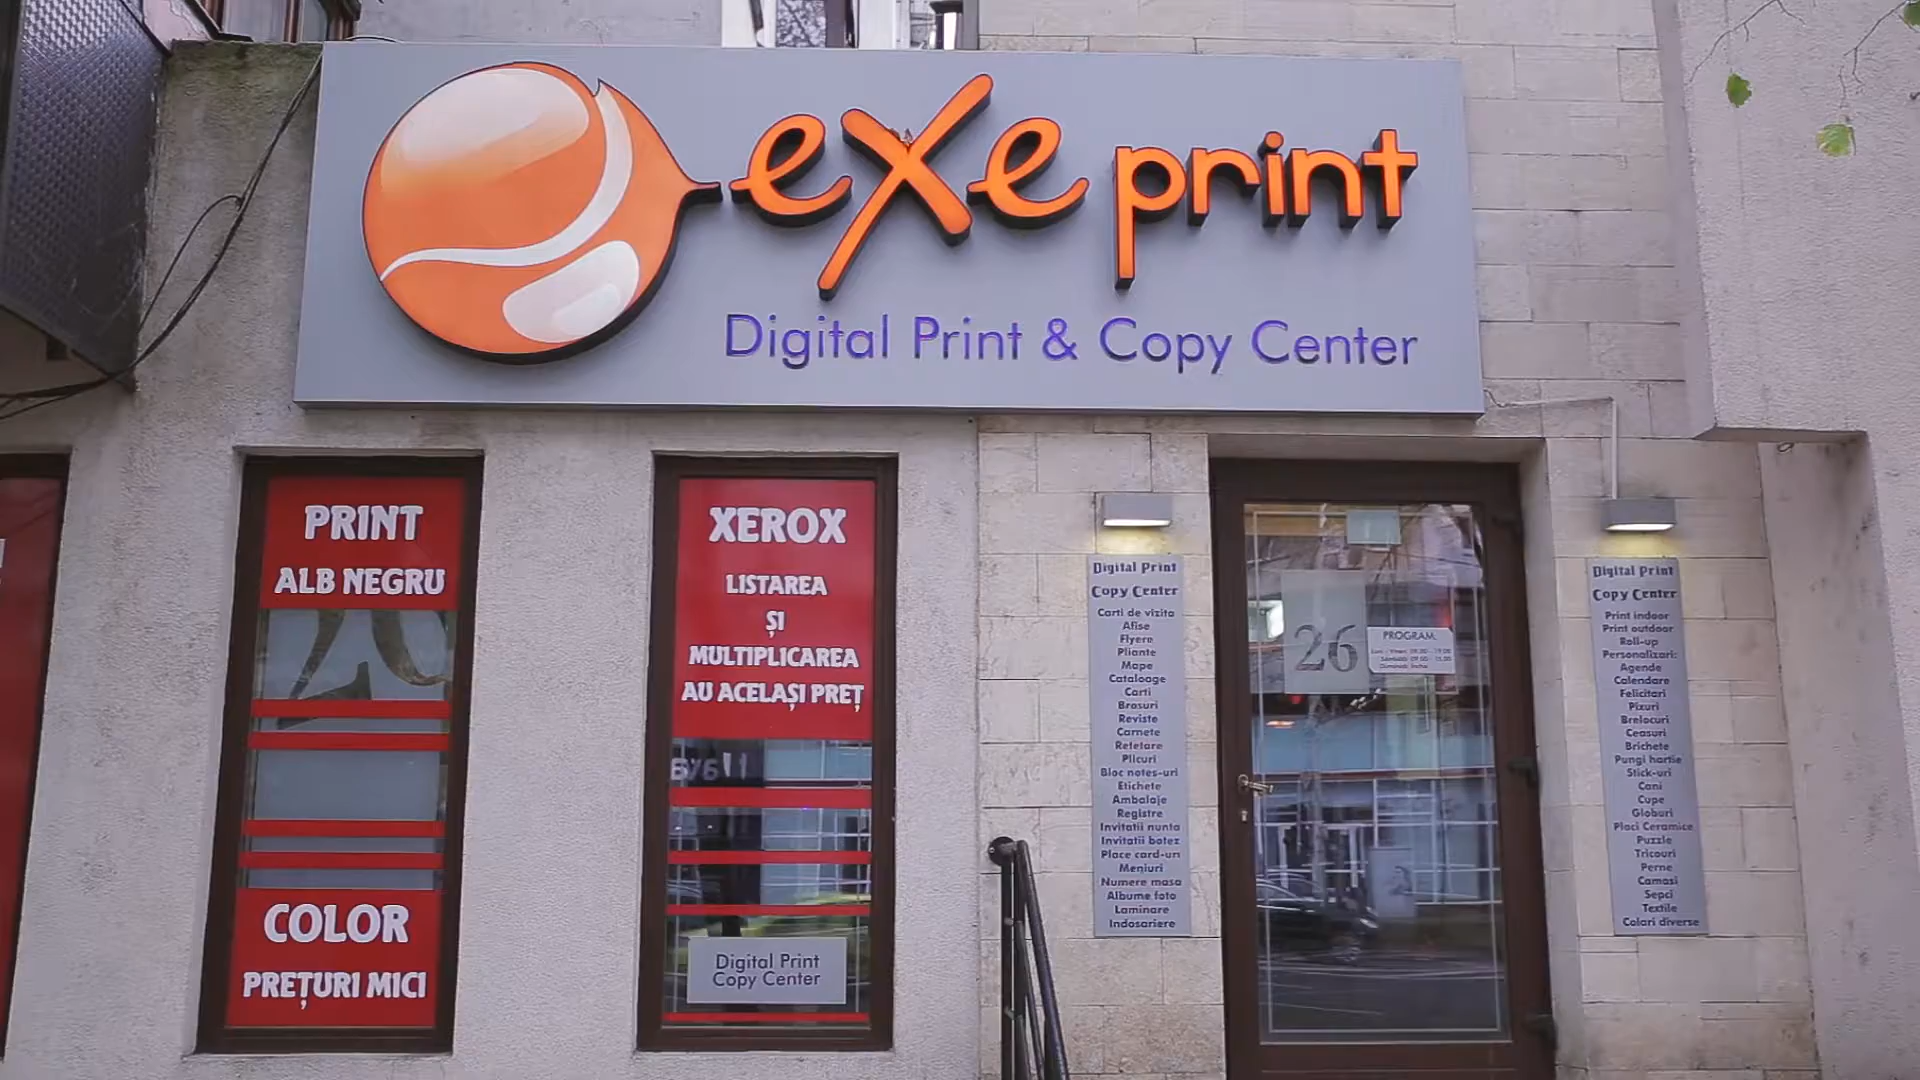 exe print
Digital Print & Copy Center
PRINT
ALB NEGRU
COLOR
PREȚURI MICI
XEROX
LISTAREA
ȘI
MULTIPLICAREA
AU ACELAȘI PREȚ
Digital Print
Copy Center
Digital Print
Copy Center
Carti de vizita
Afise
Flyere
Pliante
Mape
Cataloage
Carti
Brosuri
Reviste
Carnete
Refetare
Plicuri
Bloc notes-uri
Etichete
Ambalaje
Registre
Invitatii nunta
Invitatii botez
Place card-uri
Meniuri
Numere masa
Albume foto
Laminare
Indosariere
26
PROGRAM
Digital Print
Copy Center
Print indoor
Print outdoor
Roll-up
Personalizari:
Agende
Calendare
Felicitari
Pixuri
Brelocuri
Ceasuri
Brichete
Pungi hartie
Stick-uri
Cani
Cupe
Globuri
Placi Ceramice
Puzzle
Tricouri
Perne
Camasi
Sepci
Textile
Colari diverse